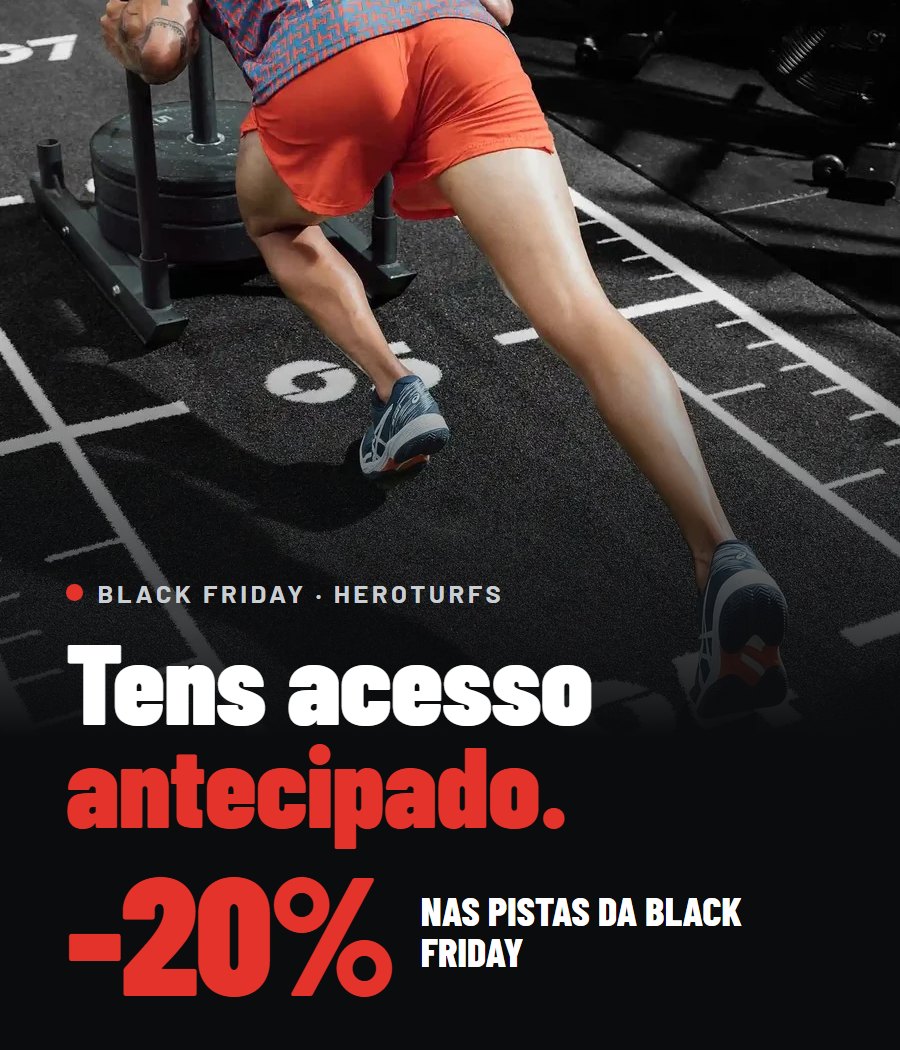 BLACK FRIDAY · HEROTURFS
Tens acesso
antecipado.
-20%
NAS PISTAS DA BLACK
FRIDAY